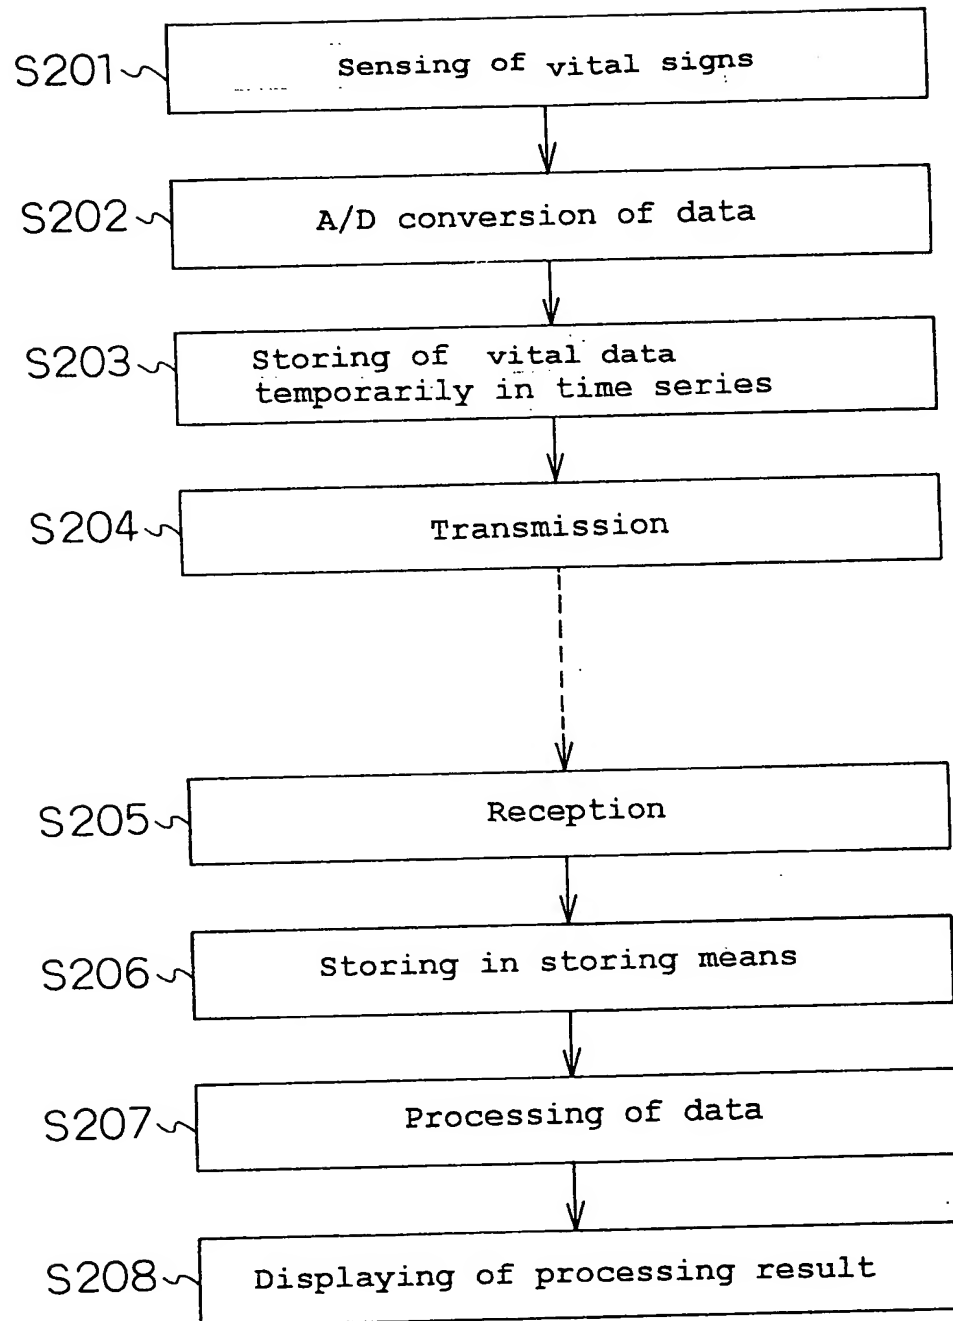 S201 Sensing of vital signs
S202 A/D conversion of data
S203 Storing of vital data
temporarily in time series
S204 Transmission
S205 Reception
S206 Storing in storing means
S207 Processing of data
S208 Displaying of processing result